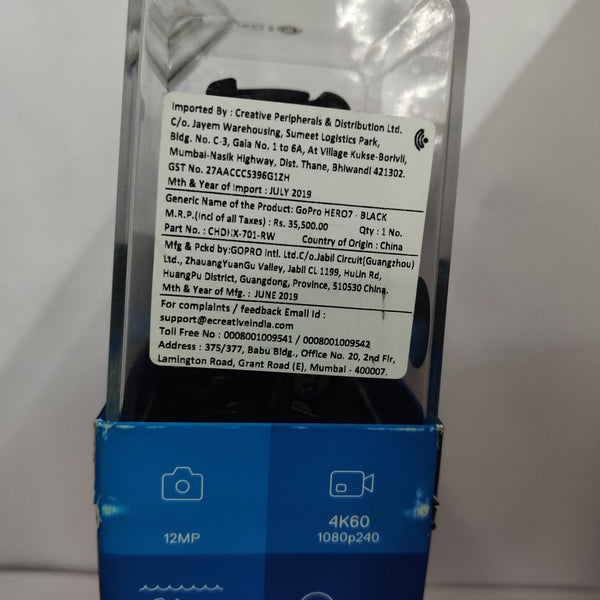 Imported By : Creative Peripherals & Distribution Ltd.
C/o. Jayem Warehousing, Sumeet Logistics Park,
Bldg. No. C-3, Gala No. 1 to 6A, At Village Kukse-Borivli,
Mumbai-Nasik Highway, Dist. Thane, Bhiwandi 421302.
GST No. 27AACCC5396G1ZH
Mth & Year of Import : JULY 2019
Generic Name of the Product: GoPro HERO7 - BLACK
M.R.P.(Incl of all Taxes) : Rs. 35,500.00 Qty : 1 No.
Part No. : CHDHX-701-RW Country of Origin : China
Mfg & Pckd by:GOPRO Intl. Ltd.C/o.Jabil Circuit(Guangzhou)
Ltd., ZhauangYuanGu Valley, Jabil CL 1199, HuLin Rd,
HuangPu District, Guangdong, Province, 510530 China.
Mth & Year of Mfg. : JUNE 2019
For complaints / feedback Email Id :
support@ecreativeindia.com
Toll Free No : 0008001009541 / 0008001009542
Address : 375/377, Babu Bldg., Office No. 20, 2nd Flr,
Lamington Road, Grant Road (E), Mumbai - 400007.
12MP
4K60
1080p240